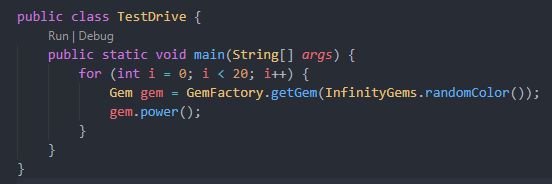 public class TestDrive {
Run | Debug
public static void main(String[] args) {
for (int i = 0; i < 20; i++) {
Gem gem = GemFactory.getGem(InfinityGems.randomColor());
gem.power();
}
}
}